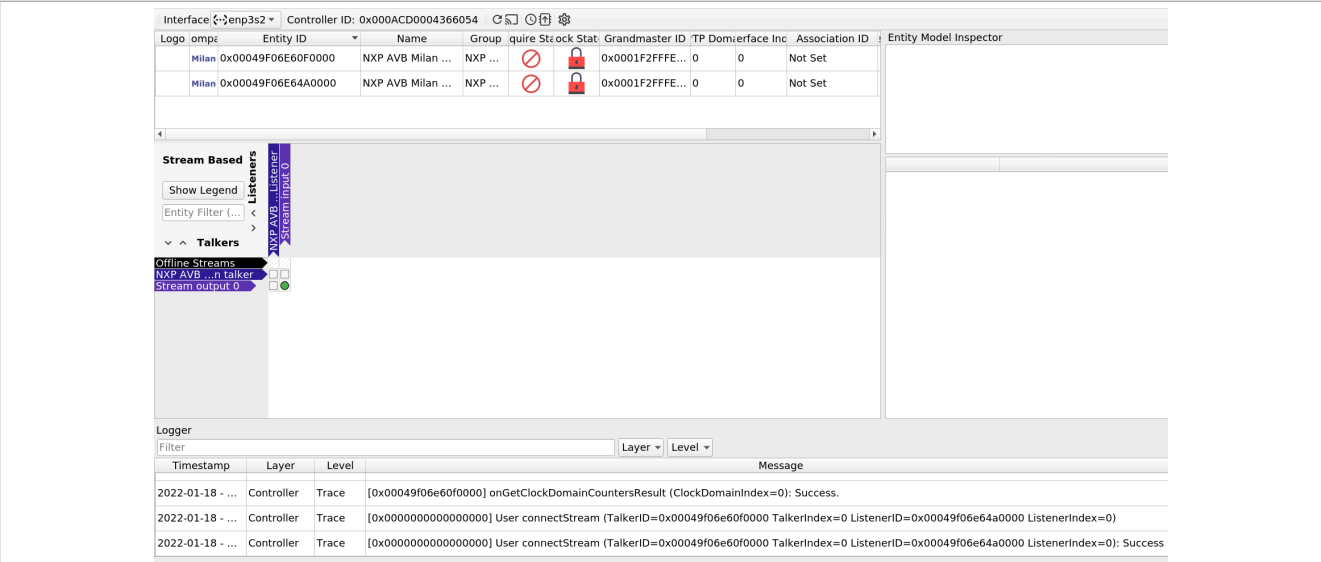 Interface enp3s2 Controller ID: 0x000ACD0004366054
Logo ompa Entity ID Name Group quire Sta ock Stat Grandmaster ID TP Doma erface Ind Association ID
Milan 0x00049F06E60F0000 NXP AVB Milan ... NXP ... 0x0001F2FFFE... 0 0 Not Set
Milan 0x00049F06E64A0000 NXP AVB Milan ... NXP ... 0x0001F2FFFE... 0 0 Not Set
Entity Model Inspector
Stream Based
Show Legend
Entity Filter (...
Listeners
Talkers
NXP AVB ...Listener
Stream input 0
Offline Streams
NXP AVB ...n talker
Stream output 0
Logger
Filter Layer Level
Timestamp Layer Level Message
2022-01-18 - ... Controller Trace [0x00049f06e60f0000] onGetClockDomainCountersResult (ClockDomainIndex=0): Success.
2022-01-18 - ... Controller Trace [0x0000000000000000] User connectStream (TalkerID=0x00049f06e60f0000 TalkerIndex=0 ListenerID=0x00049f06e64a0000 ListenerIndex=0)
2022-01-18 - ... Controller Trace [0x0000000000000000] User connectStream (TalkerID=0x00049f06e60f0000 TalkerIndex=0 ListenerID=0x00049f06e64a0000 ListenerIndex=0): Success